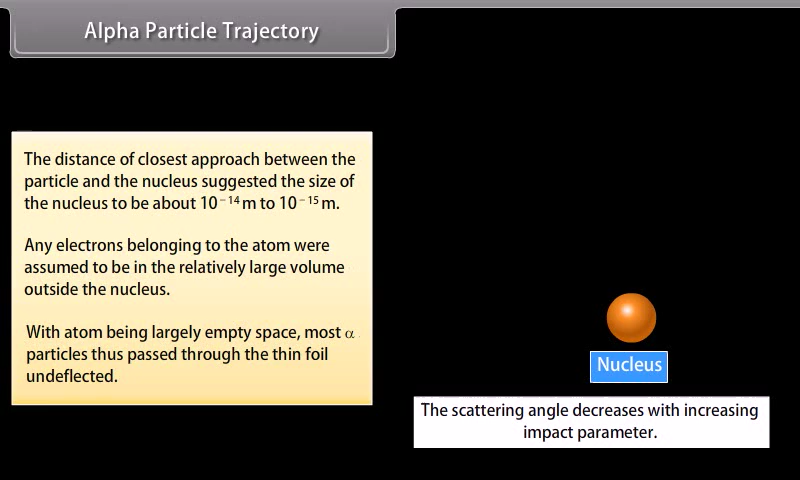 Alpha Particle Trajectory
The distance of closest approach between the
particle and the nucleus suggested the size of
the nucleus to be about 10⁻¹⁴ m to 10⁻¹⁵ m.
Any electrons belonging to the atom were
assumed to be in the relatively large volume
outside the nucleus.
With atom being largely empty space, most α
particles thus passed through the thin foil
undeflected.
Nucleus
The scattering angle decreases with increasing
impact parameter.